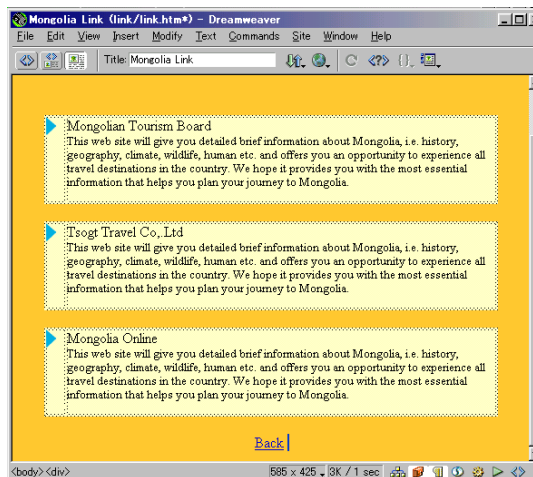 Mongolia Link (link/link.htm*) - Dreamweaver
File Edit View Insert Modify Text Commands Site Window Help
Title: Mongolia Link
Mongolian Tourism Board
This web site will give you detailed brief information about Mongolia, i.e. history,
geography, climate, wildlife, human etc. and offers you an opportunity to experience all
travel destinations in the country. We hope it provides you with the most essential
information that helps you plan your journey to Mongolia.
Tsogt Travel Co,.Ltd
This web site will give you detailed brief information about Mongolia, i.e. history,
geography, climate, wildlife, human etc. and offers you an opportunity to experience all
travel destinations in the country. We hope it provides you with the most essential
information that helps you plan your journey to Mongolia.
Mongolia Online
This web site will give you detailed brief information about Mongolia, i.e. history,
geography, climate, wildlife, human etc. and offers you an opportunity to experience all
travel destinations in the country. We hope it provides you with the most essential
information that helps you plan your journey to Mongolia.
Back
<body> <div> 585 x 425 3K / 1 sec